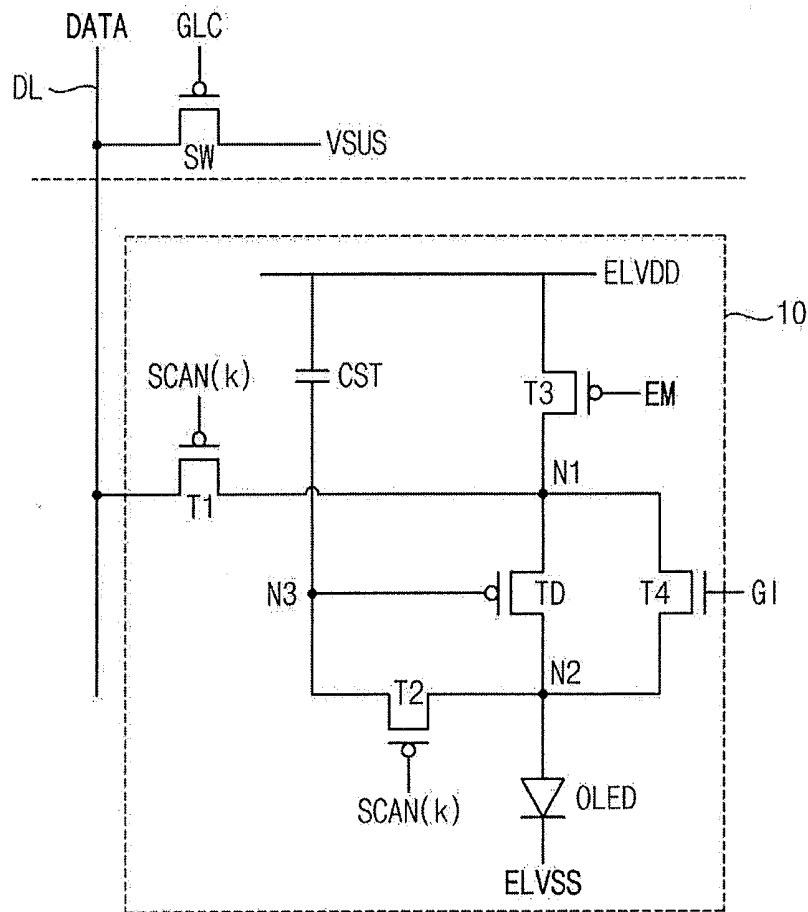 DATA GLC
DL
SW
VSUS
ELVDD
10
SCAN(k)
CST
T3
EM
T1
N1
N3
TD
T4
GI
T2
N2
SCAN(k)
OLED
ELVSS